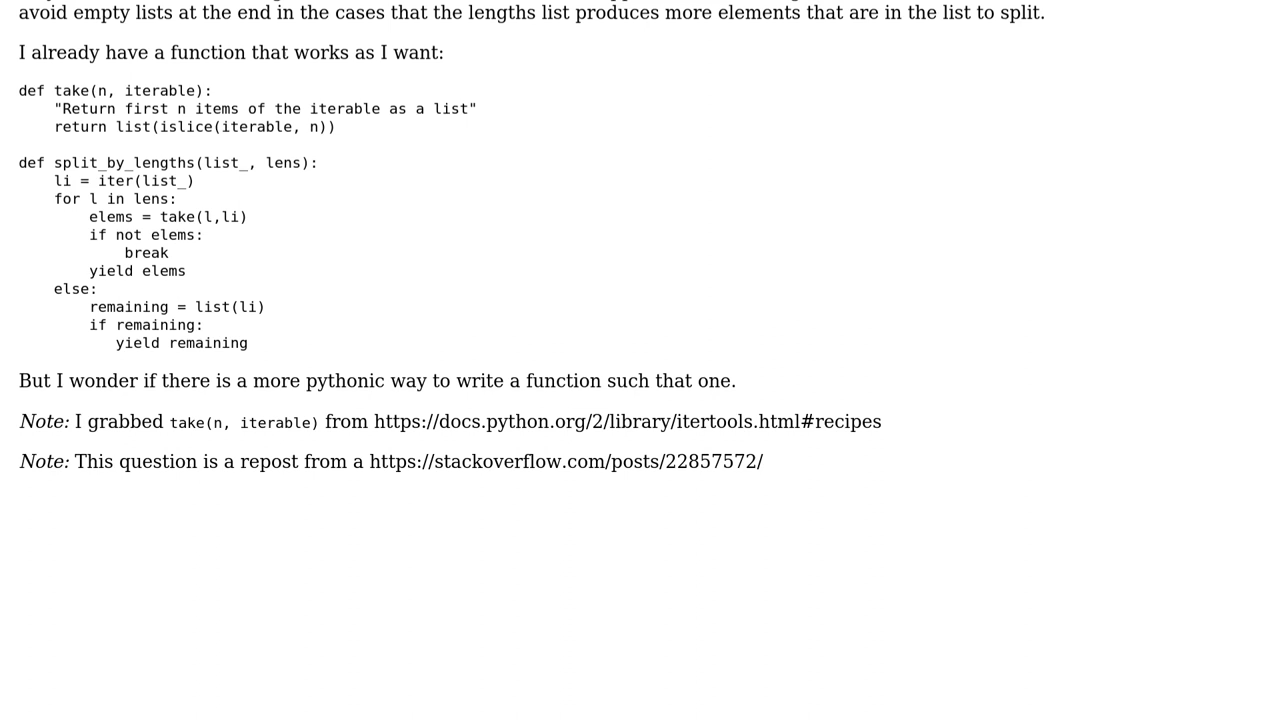 avoid empty lists at the end in the cases that the lengths list produces more elements that are in the list to split.
I already have a function that works as I want:
def take(n, iterable):
    "Return first n items of the iterable as a list"
    return list(islice(iterable, n))
def split_by_lengths(list_, lens):
    li = iter(list_)
    for l in lens:
        elems = take(l,li)
        if not elems:
            break
        yield elems
    else:
        remaining = list(li)
        if remaining:
           yield remaining
But I wonder if there is a more pythonic way to write a function such that one.
Note: I grabbed take(n, iterable) from https://docs.python.org/2/library/itertools.html#recipes
Note: This question is a repost from a https://stackoverflow.com/posts/22857572/